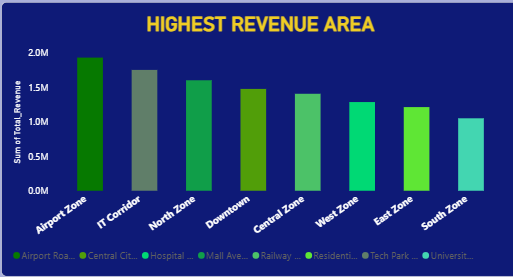 HIGHEST REVENUE AREA
Sum of Total_Revenue
2.0M
1.5M
1.0M
0.5M
0.0M
Airport Zone
IT Corridor
North Zone
Downtown
Central Zone
West Zone
East Zone
South Zone
Airport Roa... Central Cit... Hospital ... Mall Ave... Railway ... Residenti... Tech Park ... Universit...